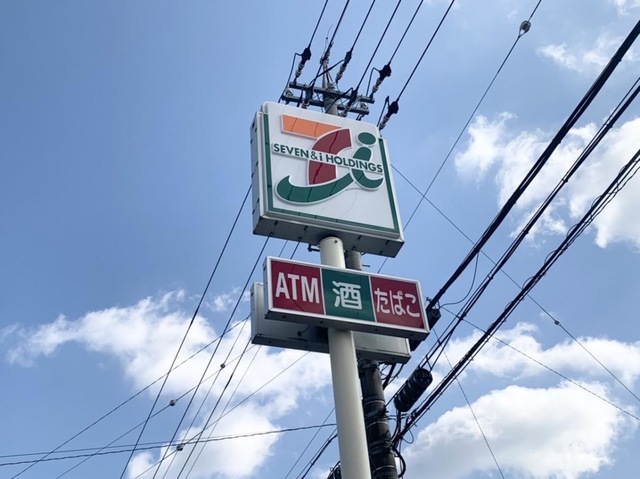 SEVEN & i HOLDINGS
ATM 酒 たばこ